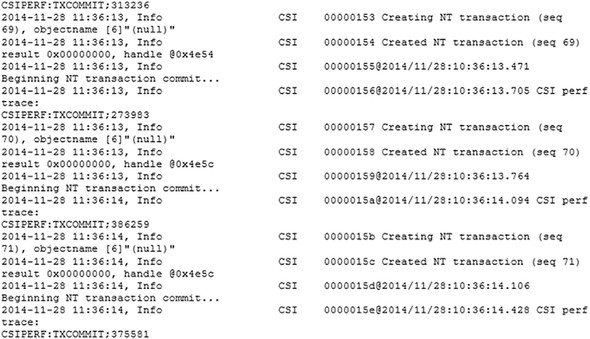 CSIPERF:TXCOMMIT;313236
2014-11-28 11:36:13, Info CSI 00000153 Creating NT transaction (seq
69), objectname [6]"(null)"
2014-11-28 11:36:13, Info CSI 00000154 Created NT transaction (seq 69)
result 0x00000000, handle @0x4e54
2014-11-28 11:36:13, Info CSI 00000155@2014/11/28:10:36:13.471
Beginning NT transaction commit...
2014-11-28 11:36:13, Info CSI 00000156@2014/11/28:10:36:13.705 CSI perf
trace:
CSIPERF:TXCOMMIT;273983
2014-11-28 11:36:13, Info CSI 00000157 Creating NT transaction (seq
70), objectname [6]"(null)"
2014-11-28 11:36:13, Info CSI 00000158 Created NT transaction (seq 70)
result 0x00000000, handle @0x4e5c
2014-11-28 11:36:13, Info CSI 00000159@2014/11/28:10:36:13.764
Beginning NT transaction commit...
2014-11-28 11:36:14, Info CSI 0000015a@2014/11/28:10:36:14.094 CSI perf
trace:
CSIPERF:TXCOMMIT;386259
2014-11-28 11:36:14, Info CSI 0000015b Creating NT transaction (seq
71), objectname [6]"(null)"
2014-11-28 11:36:14, Info CSI 0000015c Created NT transaction (seq 71)
result 0x00000000, handle @0x4e5c
2014-11-28 11:36:14, Info CSI 0000015d@2014/11/28:10:36:14.106
Beginning NT transaction commit...
2014-11-28 11:36:14, Info CSI 0000015e@2014/11/28:10:36:14.428 CSI perf
trace:
CSIPERF:TXCOMMIT;375581